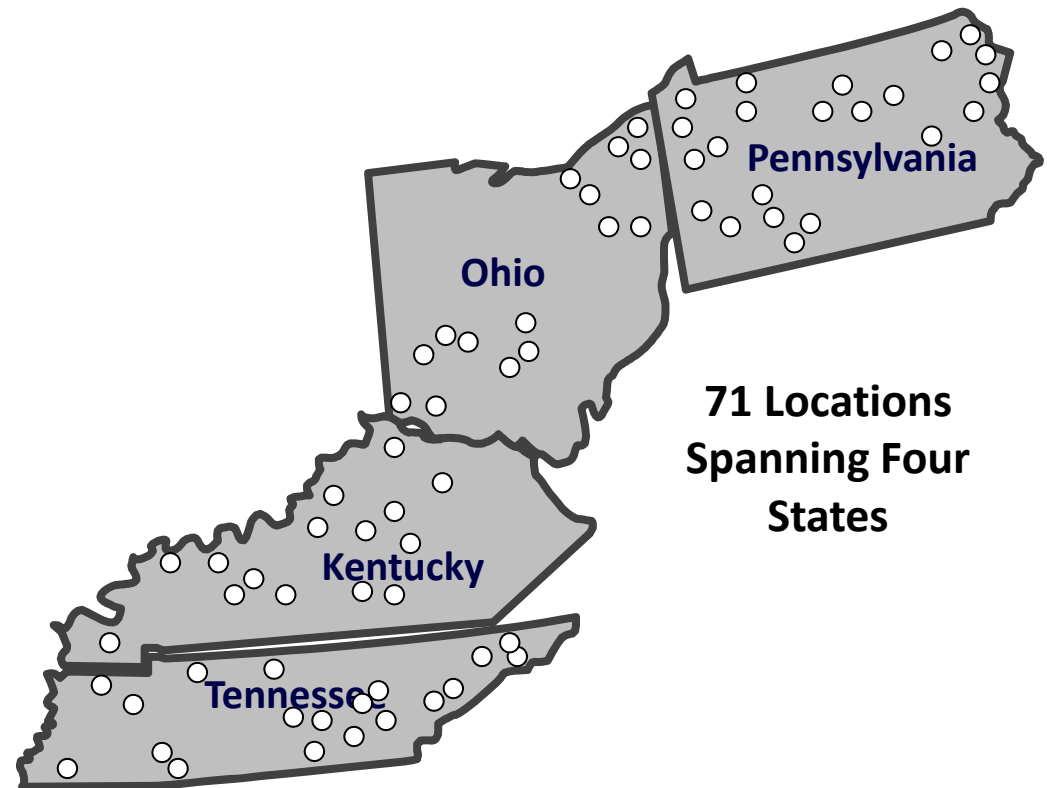 Pennsylvania
Ohio
71 Locations
Spanning Four
States
Kentucky
Tennessee